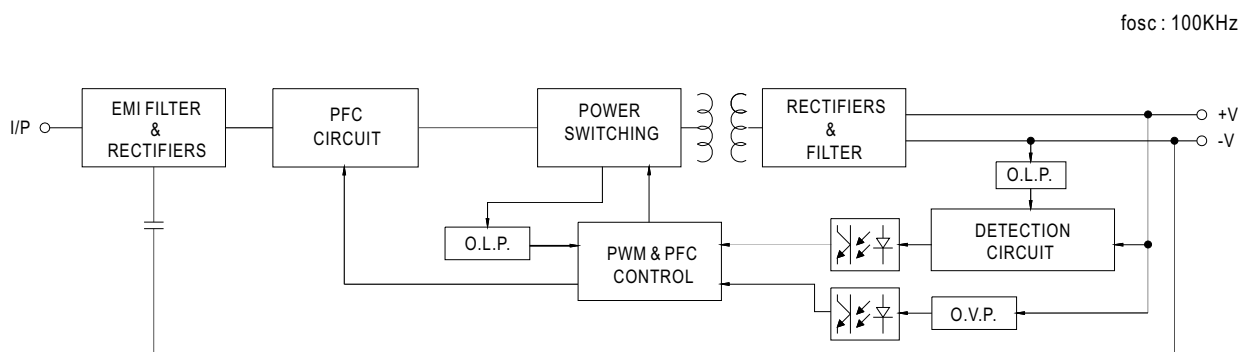 fosc : 100KHz
I/P
EMI FILTER
&
RECTIFIERS
PFC
CIRCUIT
POWER
SWITCHING
RECTIFIERS
&
FILTER
+V
-V
O.L.P.
O.L.P.
PWM & PFC
CONTROL
DETECTION
CIRCUIT
O.V.P.